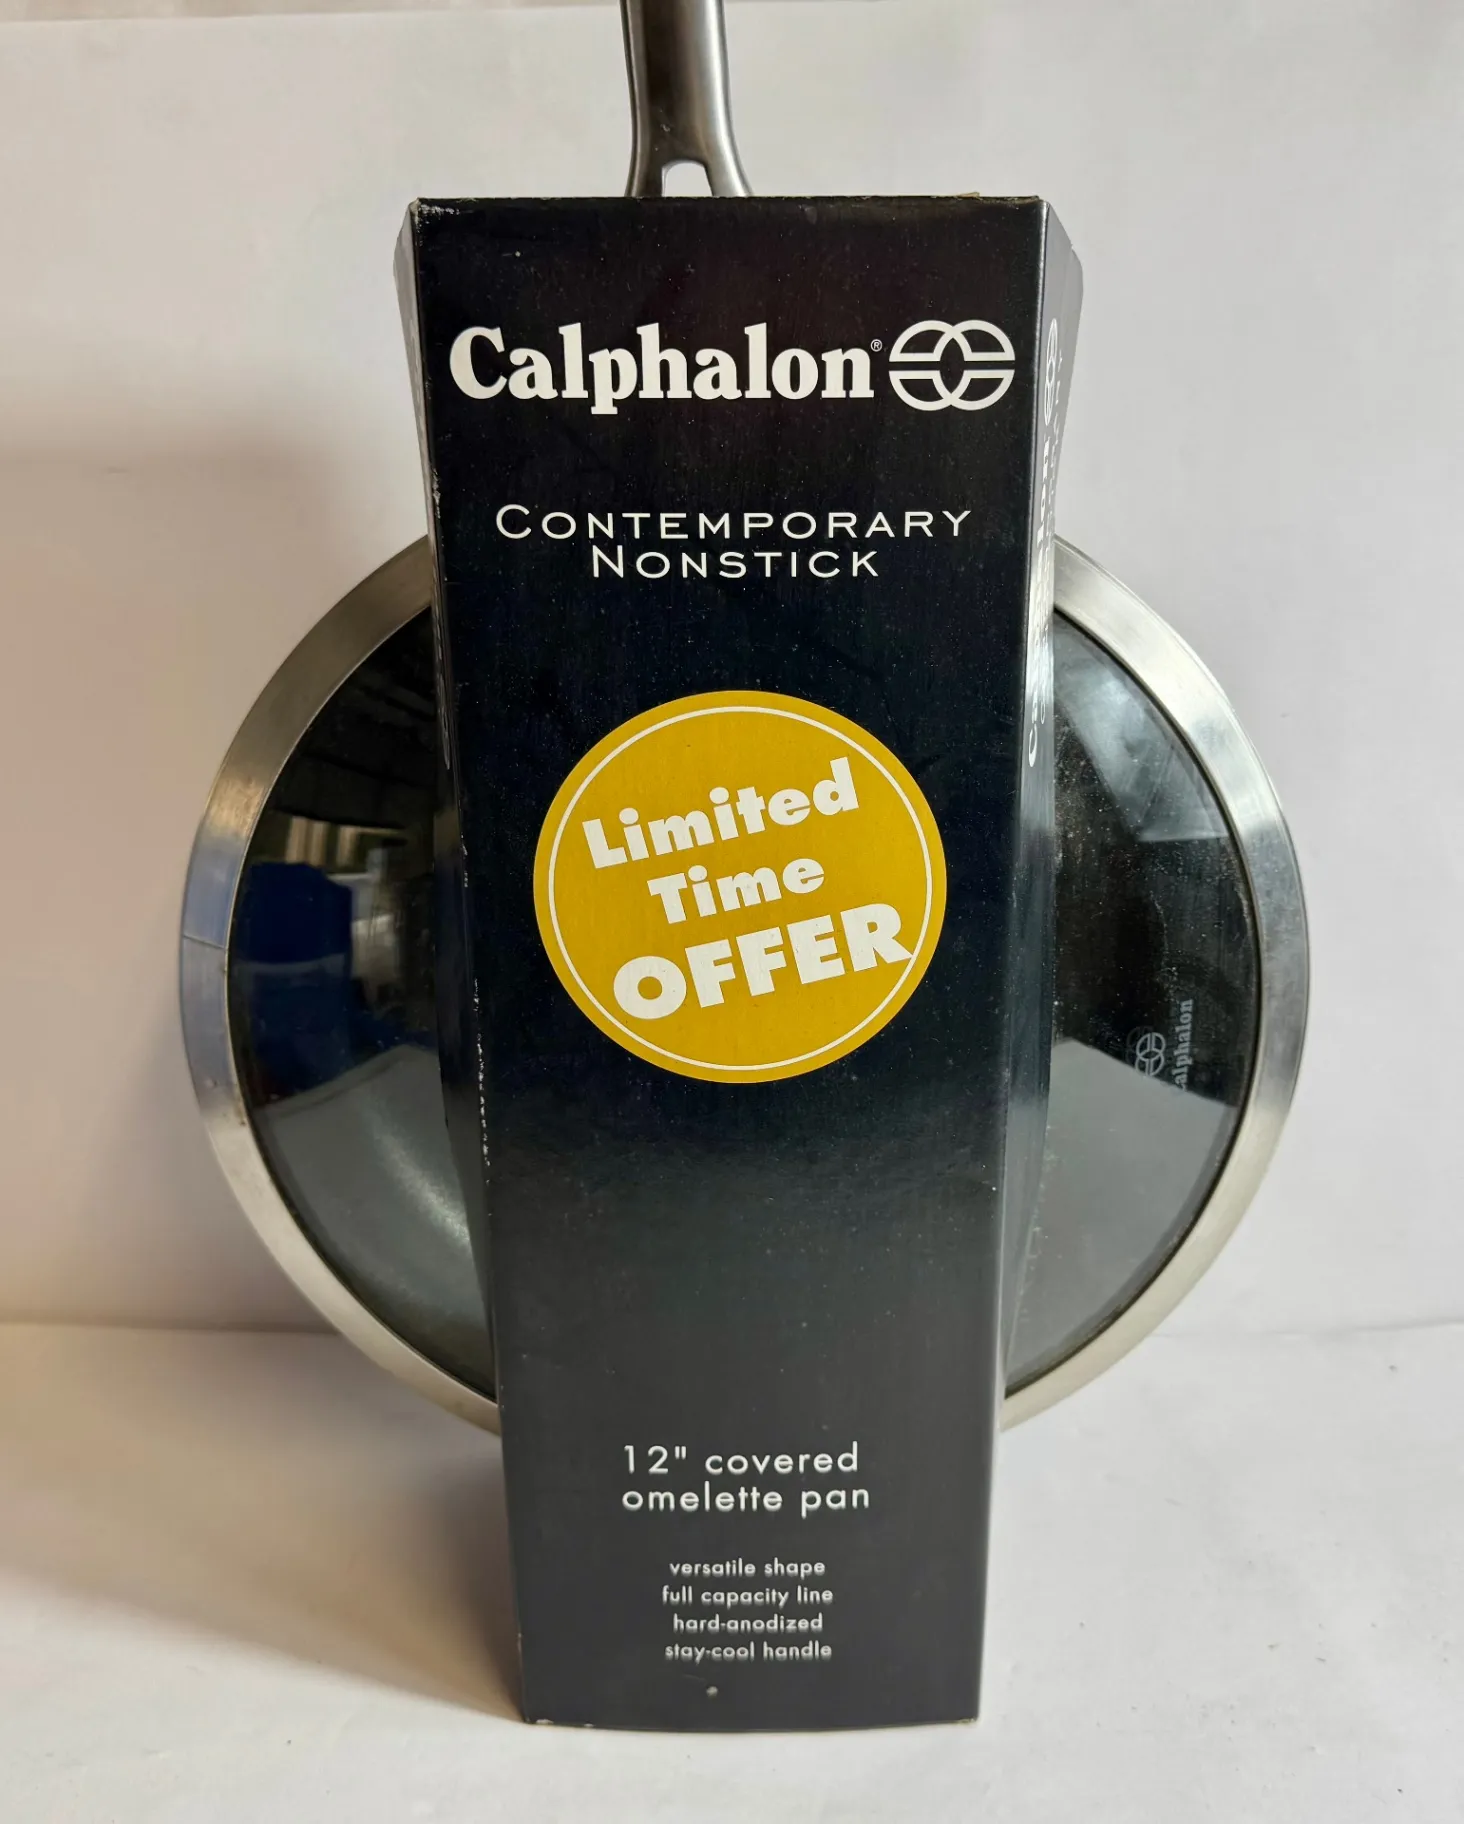 Calphalon®
CONTEMPORARY
NONSTICK
Limited
Time
OFFER
12" covered
omelette pan
versatile shape
full capacity line
hard-anodized
stay-cool handle
Calphalon